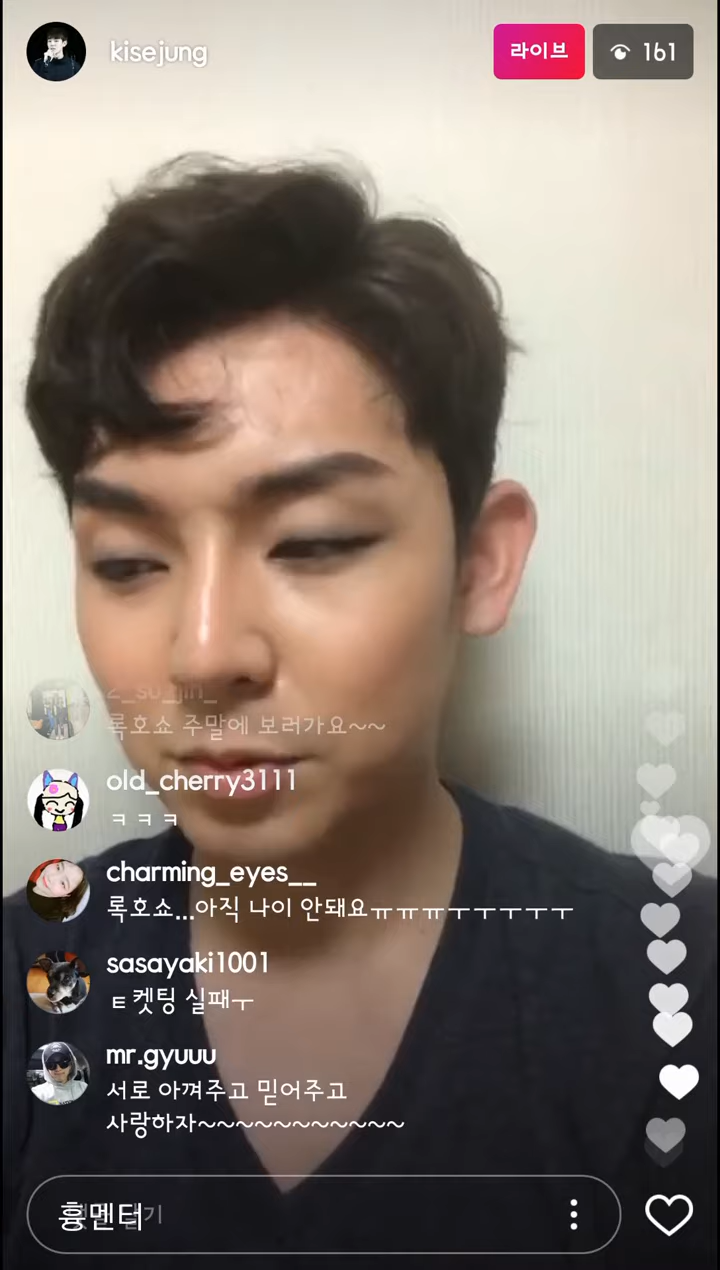 kisejung
라이브
161
2_su_jin_
록호쇼 주말에 보러가요~~
old_cherry3111
ㅋㅋㅋ
charming_eyes__
록호쇼...아직 나이 안돼요ㅠㅠㅠㅜㅜㅜㅜㅜ
sasayaki1001
ㅌ켓팅 실패ㅜ
mr.gyuuu
서로 아껴주고 믿어주고
사랑하자~~~~~~~~~~~